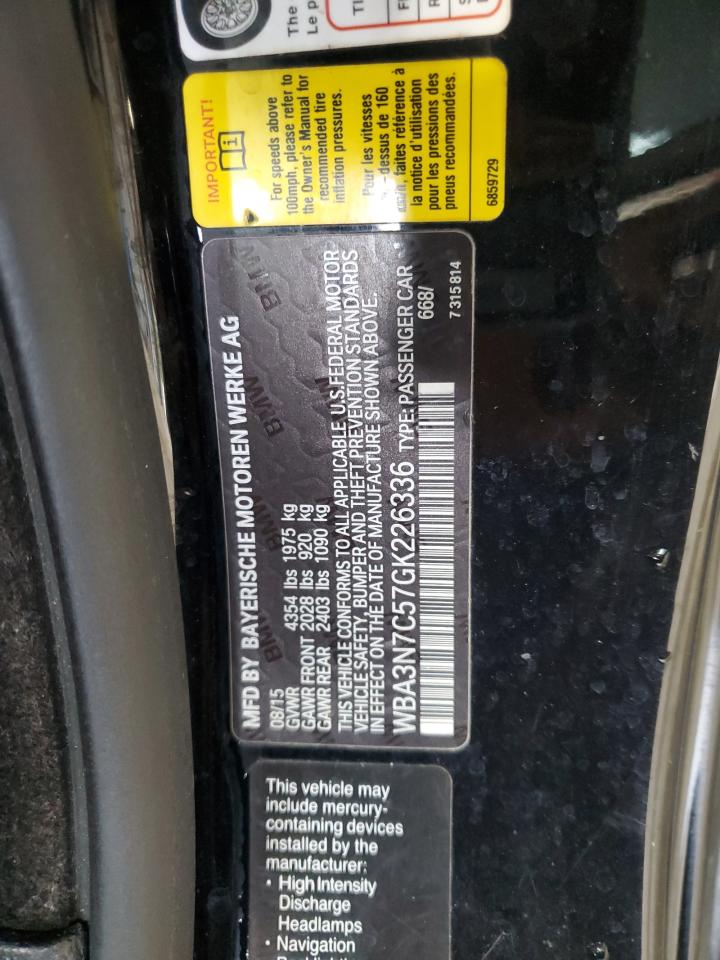 The
Le p
IMPORTANT!
For speeds above
100mph, please refer to
the Owner's Manual for
recommended tire
inflation pressures.
Pour les vitesses
dessus de 160
faites référence à
la notice d'utilisation
pour les pressions des
pneus recommandées.
6859729
MFD BY BAYERISCHE MOTOREN WERKE AG
08/15
GVWR 4354 lbs 1975 kg
GAWR FRONT 2028 lbs 920 kg
GAWR REAR 2403 lbs 1090 kg
THIS VEHICLE CONFORMS TO ALL APPLICABLE U.S.FEDERAL MOTOR
VEHICLE SAFETY, BUMPER AND THEFT PREVENTION STANDARDS
IN EFFECT ON THE DATE OF MANUFACTURE SHOWN ABOVE.
WBA3N7C57GK226336 TYPE: PASSENGER CAR
668/
7 315 814
This vehicle may
include mercury-
containing devices
installed by the
manufacturer:
• High Intensity
Discharge
Headlamps
• Navigation